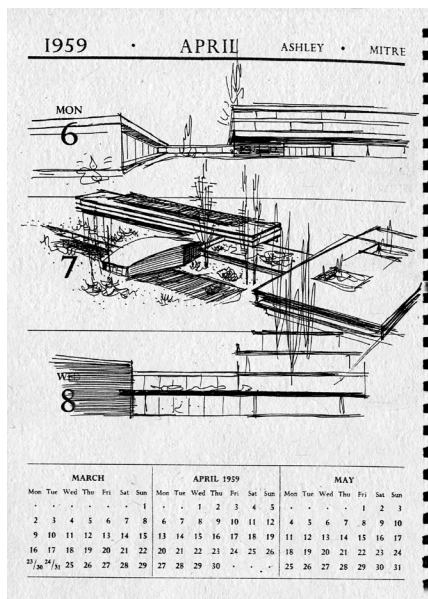 1959 · APRIL ASHLEY · MITRE
MON
6
7
WED
8
MARCH
Mon Tue Wed Thu Fri Sat Sun
· · · · · · 1
2 3 4 5 6 7 8
9 10 11 12 13 14 15
16 17 18 19 20 21 22
23/30 24/31 25 26 27 28 29
APRIL 1959
Mon Tue Wed Thu Fri Sat Sun
· · 1 2 3 4 5
6 7 8 9 10 11 12
13 14 15 16 17 18 19
20 21 22 23 24 25 26
27 28 29 30 · · ·
MAY
Mon Tue Wed Thu Fri Sat Sun
· · · · 1 2 3
4 5 6 7 8 9 10
11 12 13 14 15 16 17
18 19 20 21 22 23 24
25 26 27 28 29 30 31